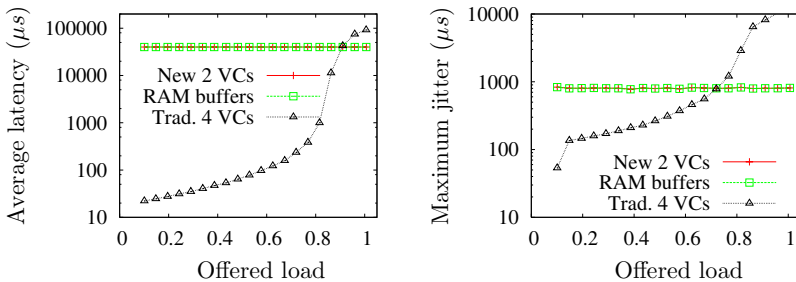 Average latency (μs)
100000
10000
1000
100
10
New 2 VCs
RAM buffers
Trad. 4 VCs
0 0.2 0.4 0.6 0.8 1
Offered load
Maximum jitter (μs)
10000
1000
100
10
New 2 VCs
RAM buffers
Trad. 4 VCs
0 0.2 0.4 0.6 0.8 1
Offered load